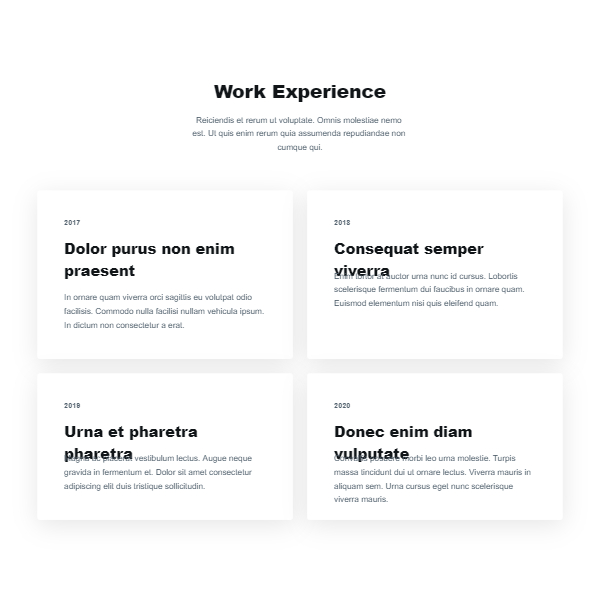 Work Experience
Reiciendis et rerum ut voluptate. Omnis molestiae nemo
est. Ut quis enim rerum quia assumenda repudiandae non
cumque qui.
2017
Dolor purus non enim
praesent
In ornare quam viverra orci sagittis eu volutpat odio
facilisis. Commodo nulla facilisi nullam vehicula ipsum.
In dictum non consectetur a erat.
2018
Consequat semper
viverra
Enim tortor at auctor urna nunc id cursus. Lobortis
scelerisque fermentum dui faucibus in ornare quam.
Euismod elementum nisi quis eleifend quam.
2019
Urna et pharetra
pharetra
vestibulum lectus. Augue neque
gravida in fermentum et. Dolor sit amet consectetur
adipiscing elit duis tristique sollicitudin.
2020
Donec enim diam
vulputate
morbi leo urna molestie. Turpis
massa tincidunt dui ut ornare lectus. Viverra mauris in
aliquam sem. Urna cursus eget nunc scelerisque
viverra mauris.